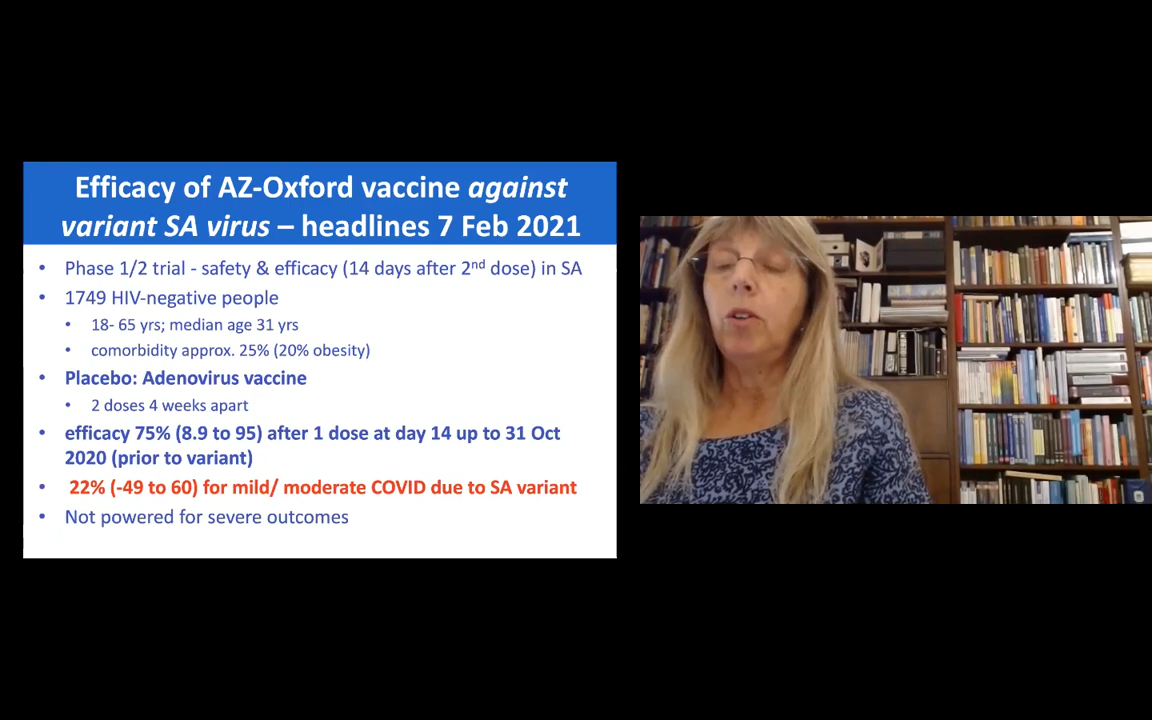 Efficacy of AZ-Oxford vaccine against
variant SA virus – headlines 7 Feb 2021
• Phase 1/2 trial - safety & efficacy (14 days after 2nd dose) in SA
• 1749 HIV-negative people
• 18- 65 yrs; median age 31 yrs
• comorbidity approx. 25% (20% obesity)
• Placebo: Adenovirus vaccine
• 2 doses 4 weeks apart
• efficacy 75% (8.9 to 95) after 1 dose at day 14 up to 31 Oct
2020 (prior to variant)
• 22% (-49 to 60) for mild/ moderate COVID due to SA variant
• Not powered for severe outcomes